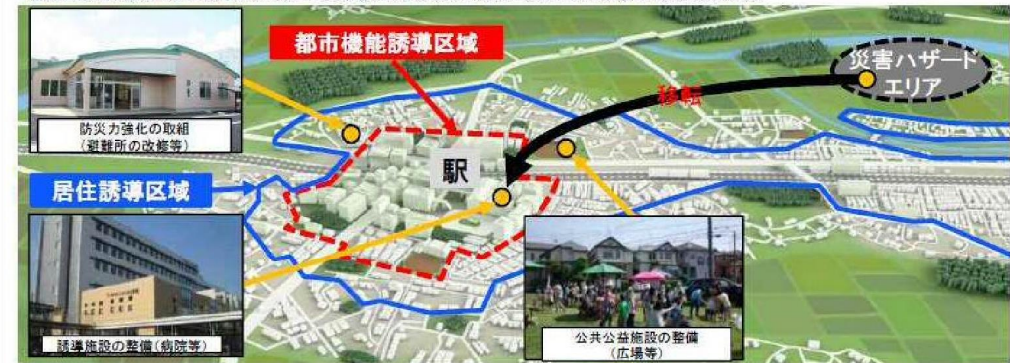 都市機能誘導区域
災害ハザード
エリア
移転
防災力強化の取組
(避難所の改修等)
駅
居住誘導区域
誘導施設の整備(病院等)
公共公益施設の整備
(広場等)